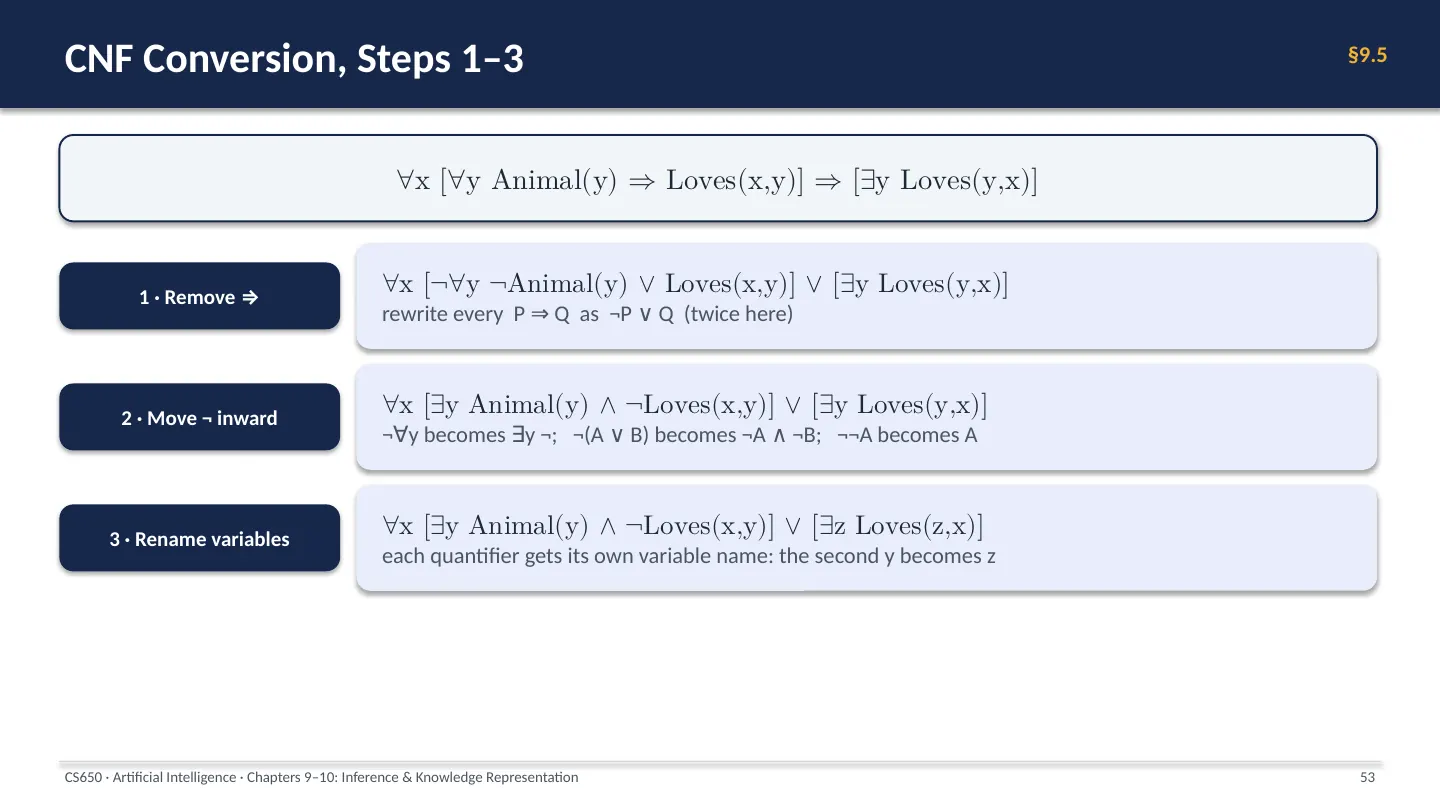 CNF Conversion, Steps 1–3
§9.5
∀x [∀y Animal(y) ⇒ Loves(x,y)] ⇒ [∃y Loves(y,x)]
1 · Remove ⇒
∀x [¬∀y ¬Animal(y) ∨ Loves(x,y)] ∨ [∃y Loves(y,x)]
rewrite every P ⇒ Q as ¬P ∨ Q (twice here)
2 · Move ¬ inward
∀x [∃y Animal(y) ∧ ¬Loves(x,y)] ∨ [∃y Loves(y,x)]
¬∀y becomes ∃y ¬; ¬(A ∨ B) becomes ¬A ∧ ¬B; ¬¬A becomes A
3 · Rename variables
∀x [∃y Animal(y) ∧ ¬Loves(x,y)] ∨ [∃z Loves(z,x)]
each quantifier gets its own variable name: the second y becomes z
CS650 · Artificial Intelligence · Chapters 9–10: Inference & Knowledge Representation
53